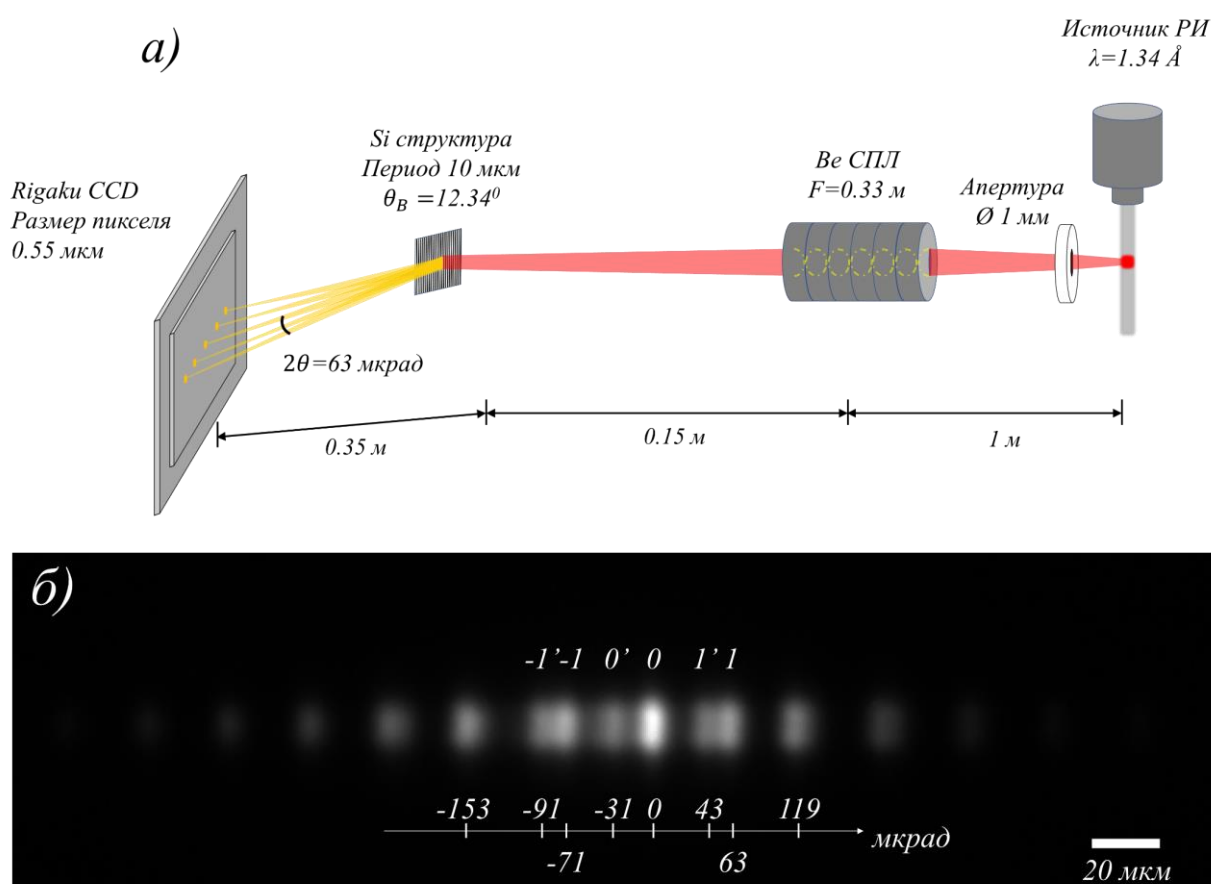 а)
Источник РИ
λ=1.34 Å
Si структура
Период 10 мкм
θB =12.34⁰
Be СПЛ
F=0.33 м
Апертура
Ø 1 мм
Rigaku CCD
Размер пикселя
0.55 мкм
2θ=63 мкрад
0.35 м
0.15 м
1 м
б)
-1’ -1 0’ 0 1’ 1
-153 -91 -31 0 43 119
мкрад
-71 63
20 мкм